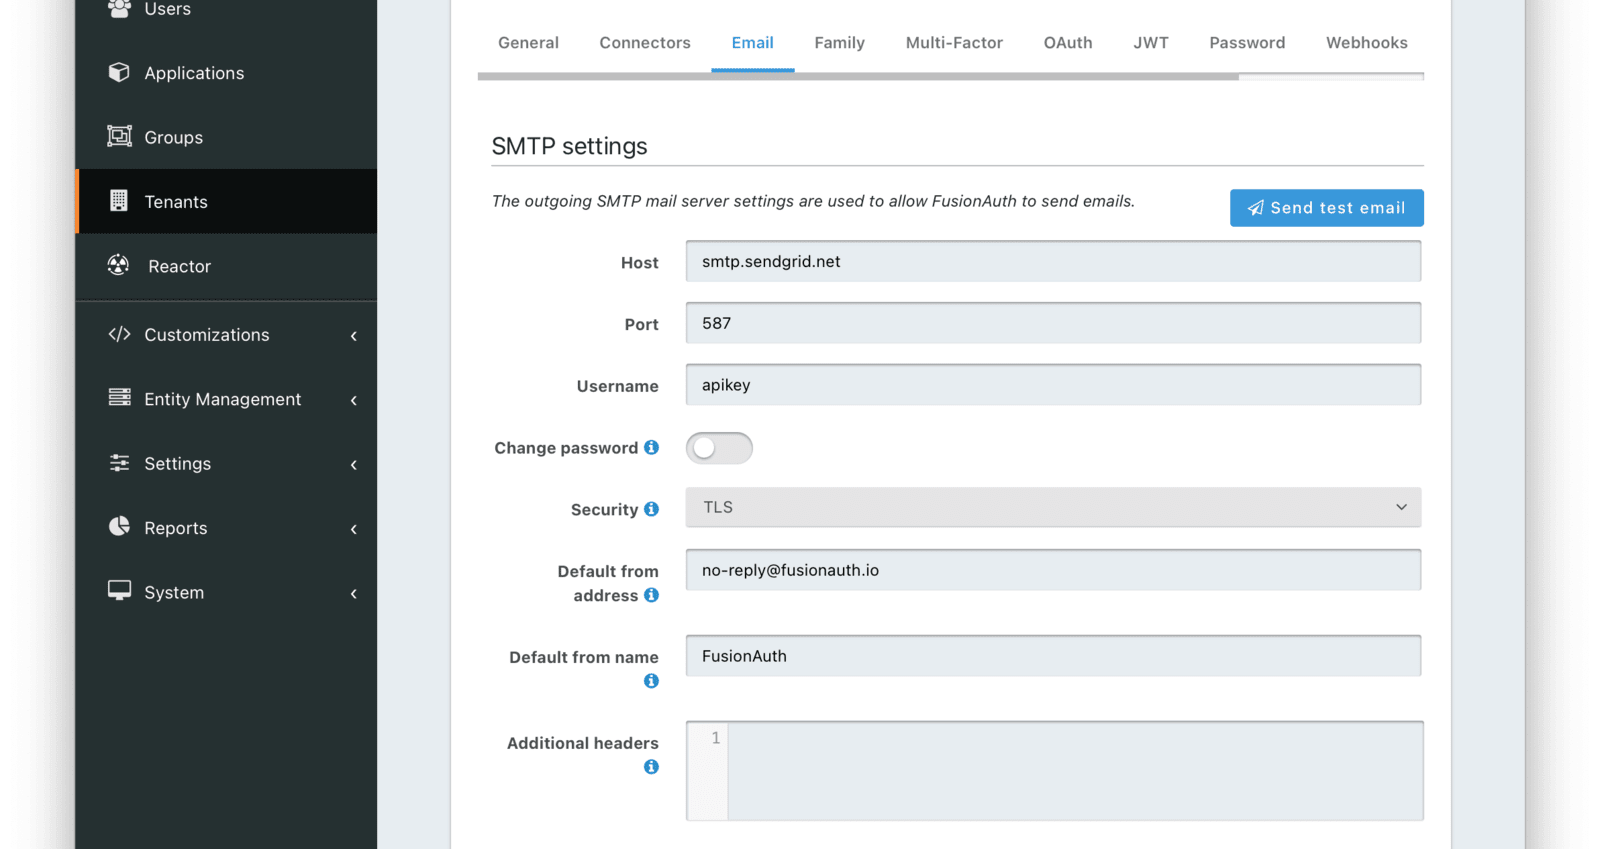 Users
Applications
Groups
Tenants
Reactor
Customizations
Entity Management
Settings
Reports
System
General Connectors Email Family Multi-Factor OAuth JWT Password Webhooks
SMTP settings
The outgoing SMTP mail server settings are used to allow FusionAuth to send emails.
Send test email
Host smtp.sendgrid.net
Port 587
Username apikey
Change password
Security TLS
Default from
address
no-reply@fusionauth.io
Default from name FusionAuth
Additional headers 1